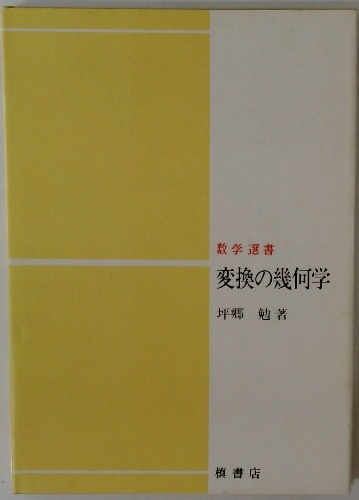 数学選書
変換の幾何学
坪郷 勉著
槙書店